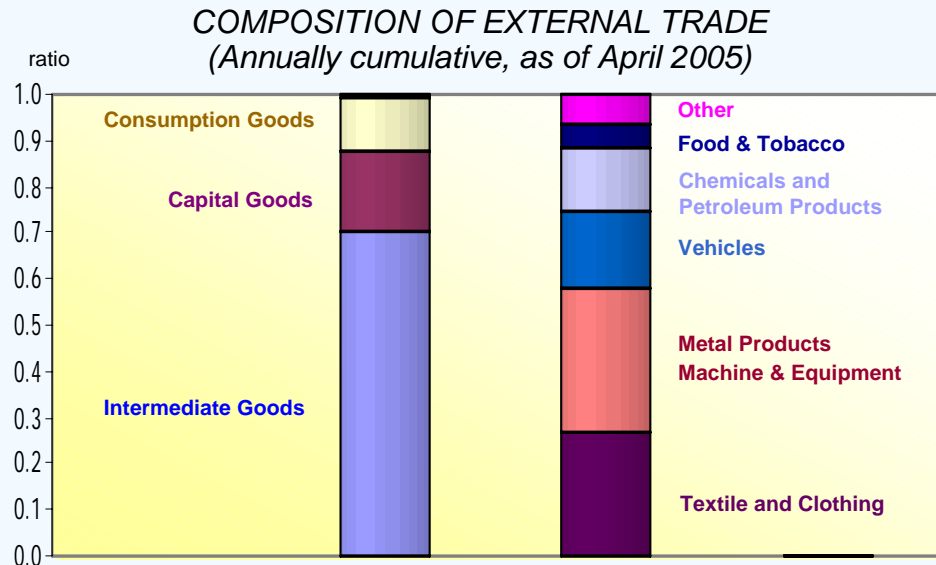 COMPOSITION OF EXTERNAL TRADE
(Annually cumulative, as of April 2005)
ratio
1.0
0.9
0.8
0.7
0.6
0.5
0.4
0.3
0.2
0.1
0.0
Consumption Goods
Capital Goods
Intermediate Goods
Other
Food & Tobacco
Chemicals and
Petroleum Products
Vehicles
Metal Products
Machine & Equipment
Textile and Clothing